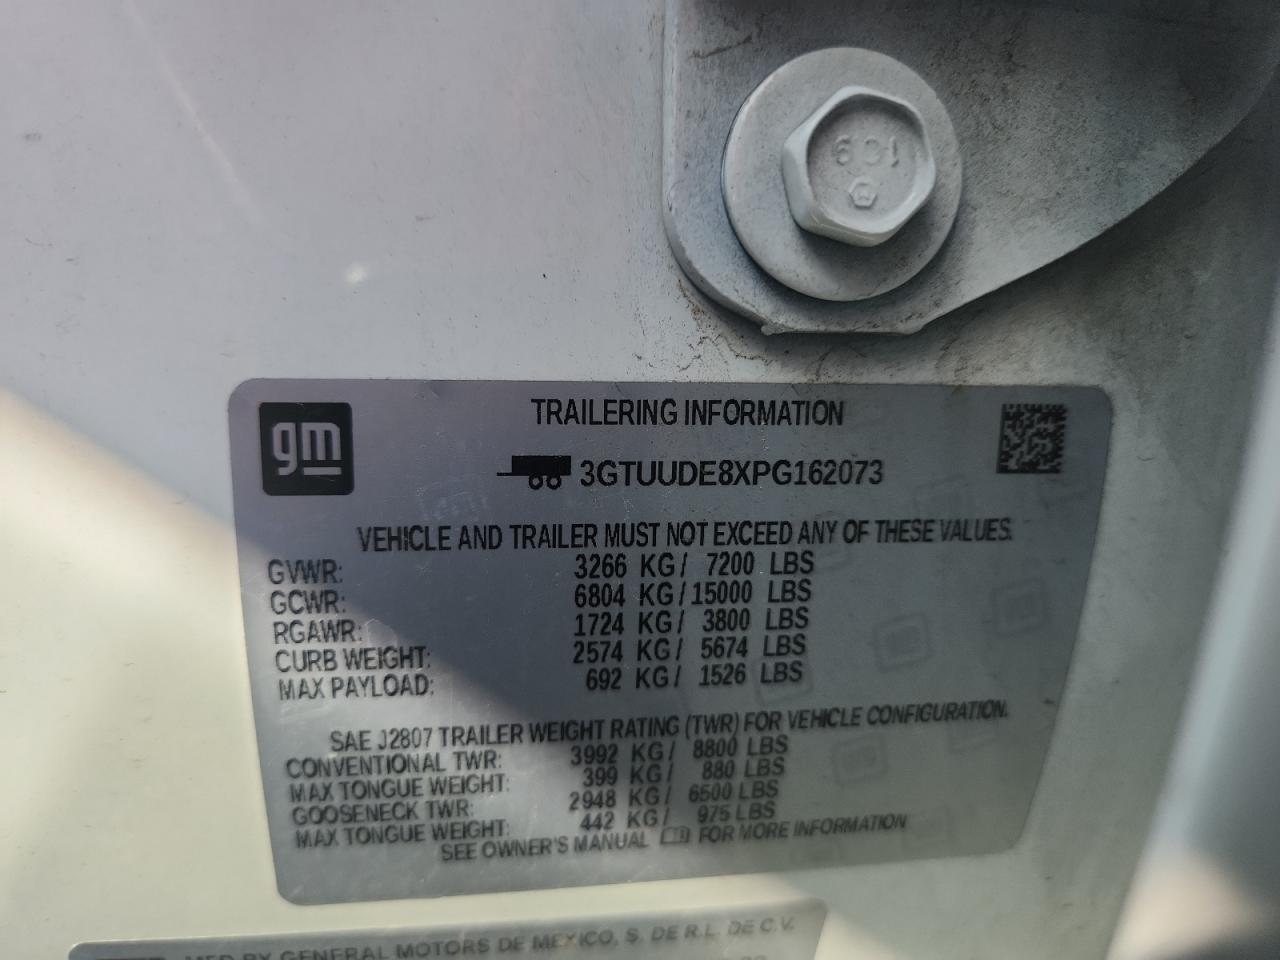 109
gm
TRAILERING INFORMATION
3GTUUDE8XPG162073
VEHICLE AND TRAILER MUST NOT EXCEED ANY OF THESE VALUES.
GVWR: 3266 KG/ 7200 LBS
GCWR: 6804 KG/15000 LBS
RGAWR: 1724 KG/ 3800 LBS
CURB WEIGHT: 2574 KG/ 5674 LBS
MAX PAYLOAD: 692 KG/ 1526 LBS
SAE J2807 TRAILER WEIGHT RATING (TWR) FOR VEHICLE CONFIGURATION.
CONVENTIONAL TWR: 3992 KG/ 8800 LBS
MAX TONGUE WEIGHT: 399 KG/ 880 LBS
GOOSENECK TWR: 2948 KG/ 6500 LBS
MAX TONGUE WEIGHT: 442 KG/ 975 LBS
SEE OWNER'S MANUAL FOR MORE INFORMATION
MFD BY GENERAL MOTORS DE MEXICO, S. DE R.L. DE C.V.